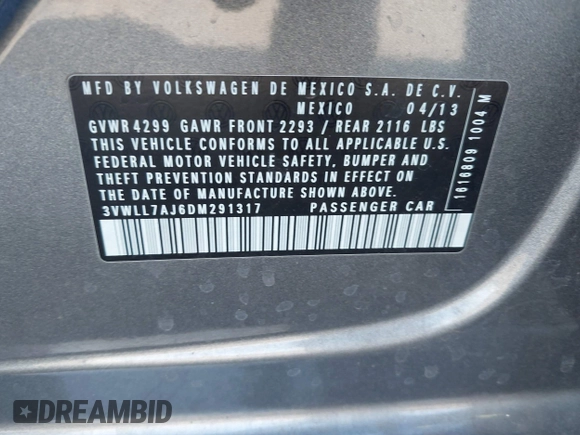 MFD BY VOLKSWAGEN DE MEXICO S.A. DE C.V.
MEXICO 04/13
GVWR 4299 GAWR FRONT 2293 / REAR 2116 LBS
THIS VEHICLE CONFORMS TO ALL APPLICABLE U.S.
FEDERAL MOTOR VEHICLE SAFETY, BUMPER AND
THEFT PREVENTION STANDARDS IN EFFECT ON
THE DATE OF MANUFACTURE SHOWN ABOVE.
3VWLL7AJ6DM291317 PASSENGER CAR
1616809 1004 M
DREAMBID